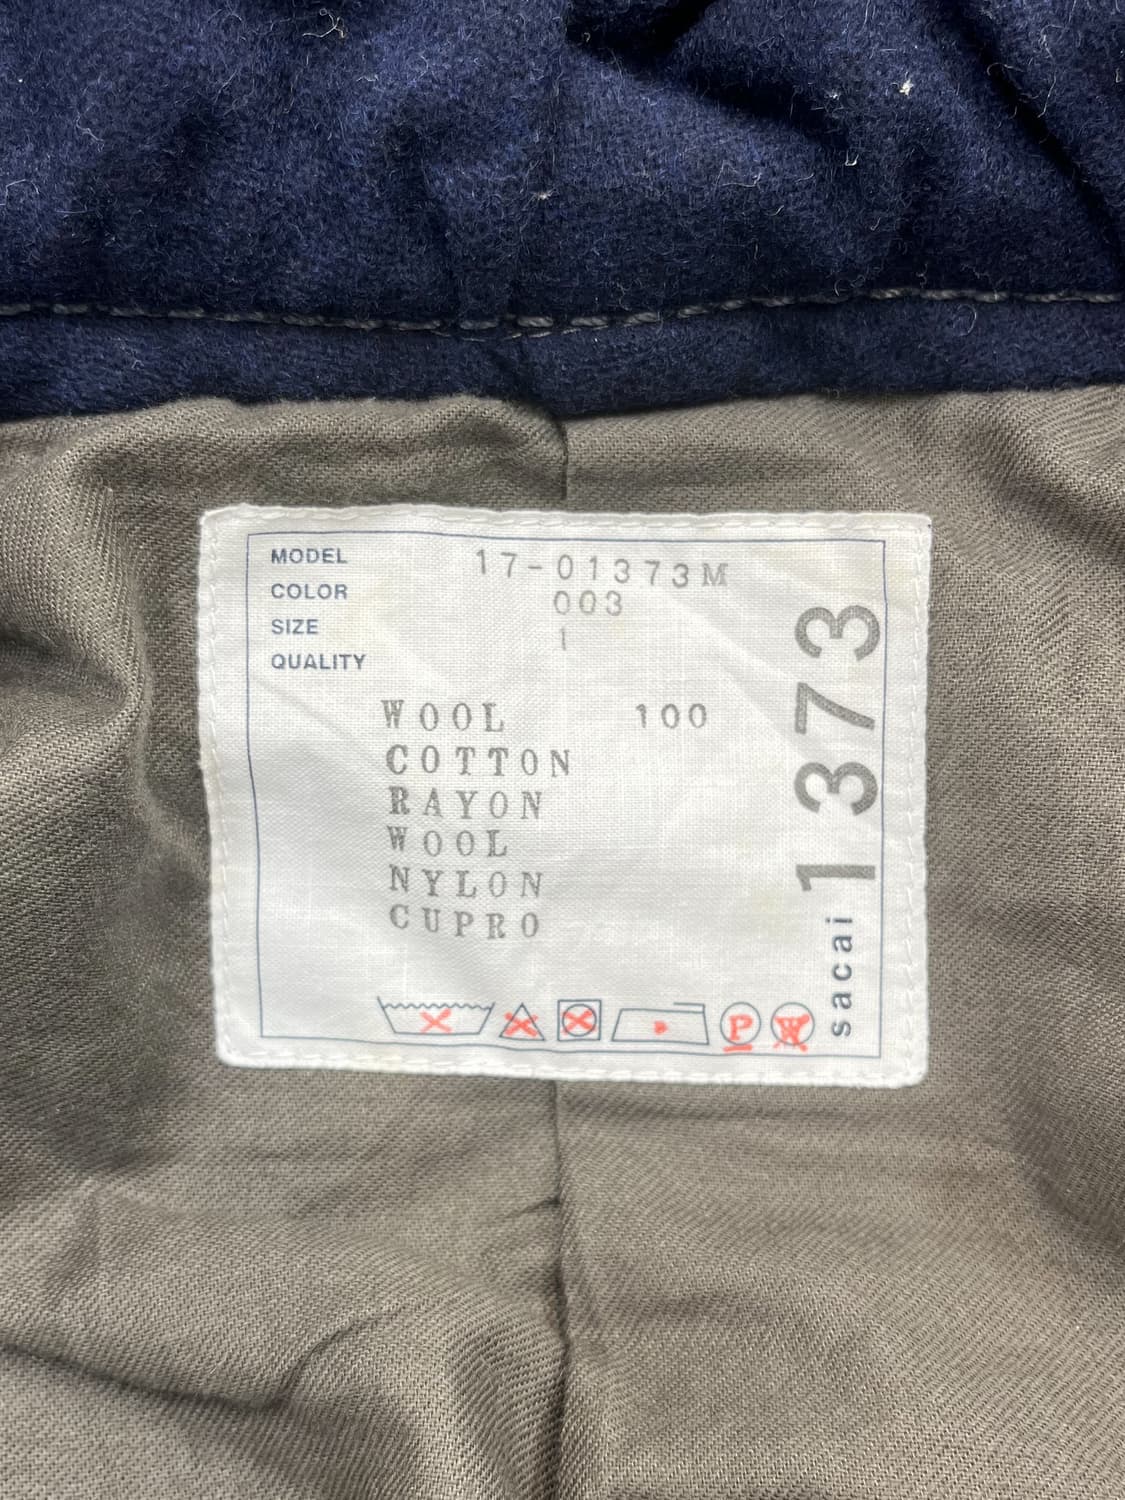 MODEL 17-01373M
COLOR 003
SIZE 1
QUALITY
WOOL 100
COTTON
RAYON
WOOL
NYLON
CUPRO
P
W
sacai 1373